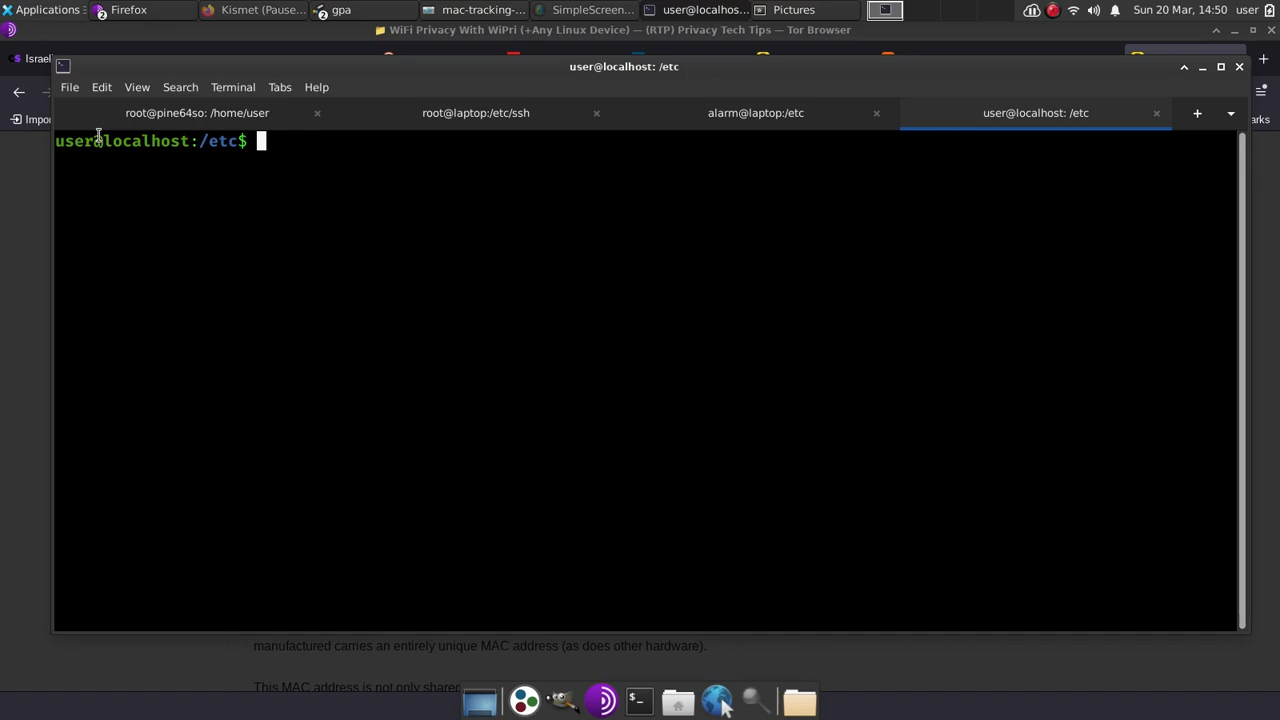 Applications
Firefox
Kismet (Pause...
gpa
mac-tracking-...
SimpleScreen...
user@localhos...
Pictures
Sun 20 Mar, 14:50
user
WiFi Privacy With WiPri (+Any Linux Device) — (RTP) Privacy Tech Tips — Tor Browser
Israel
user@localhost: /etc
File Edit View Search Terminal Tabs Help
root@pine64so: /home/user
root@laptop:/etc/ssh
alarm@laptop:/etc
user@localhost: /etc
Impor
arks
user@localhost:/etc$
manufactured carries an entirely unique MAC address (as does other hardware).
This MAC address is not only shared